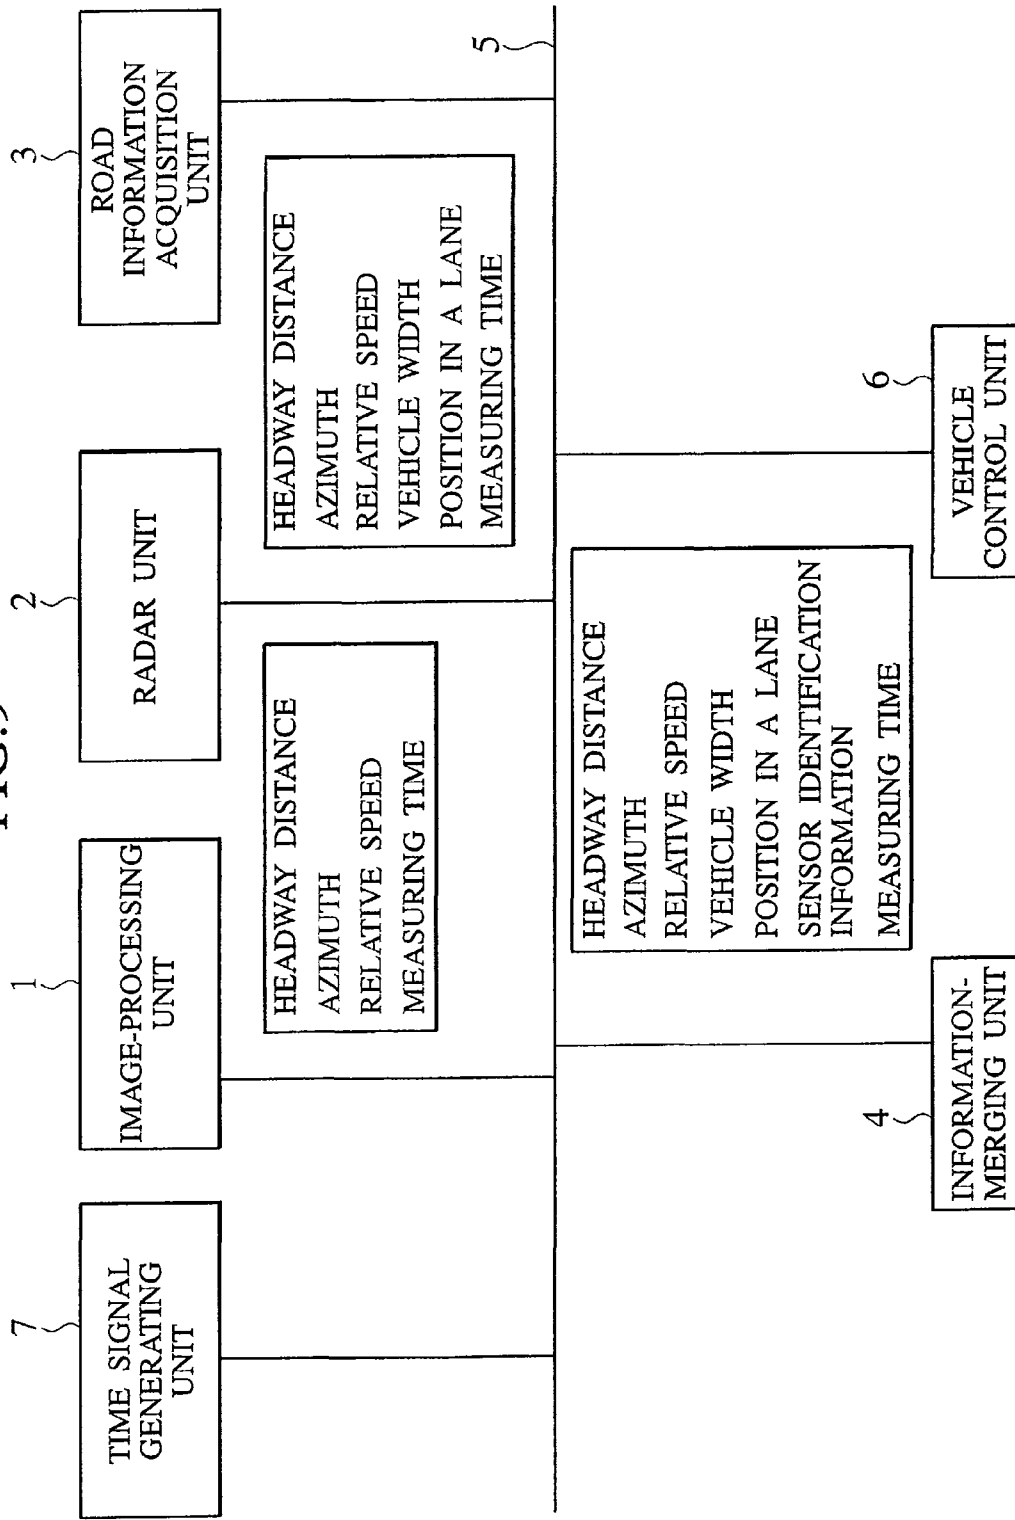 7
1
2
3
TIME SIGNAL
GENERATING
UNIT
IMAGE-PROCESSING
UNIT
RADAR UNIT
ROAD
INFORMATION
ACQUISITION
UNIT
HEADWAY DISTANCE
AZIMUTH
RELATIVE SPEED
MEASURING TIME
HEADWAY DISTANCE
AZIMUTH
RELATIVE SPEED
VEHICLE WIDTH
POSITION IN A LANE
MEASURING TIME
5
HEADWAY DISTANCE
AZIMUTH
RELATIVE SPEED
VEHICLE WIDTH
POSITION IN A LANE
SENSOR IDENTIFICATION
INFORMATION
MEASURING TIME
4
6
INFORMATION-
MERGING UNIT
VEHICLE
CONTROL UNIT